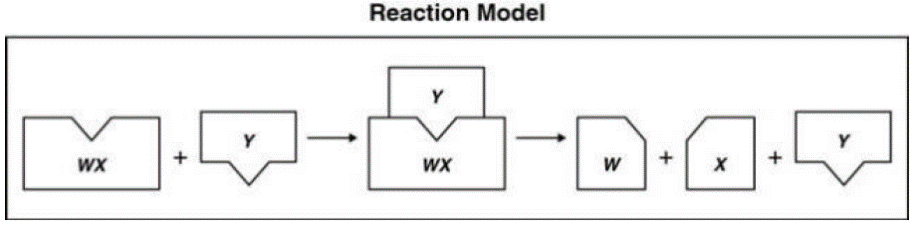 Reaction Model
Y
WX + Y WX W + X + Y